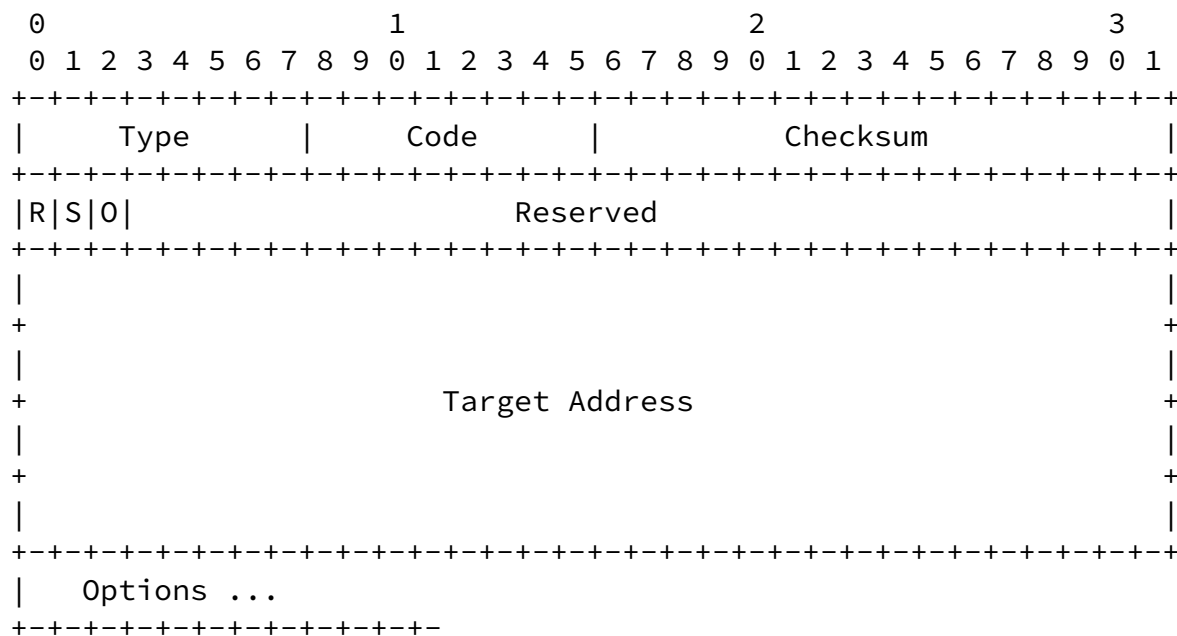 0                   1                   2                   3
 0 1 2 3 4 5 6 7 8 9 0 1 2 3 4 5 6 7 8 9 0 1 2 3 4 5 6 7 8 9 0 1
+-+-+-+-+-+-+-+-+-+-+-+-+-+-+-+-+-+-+-+-+-+-+-+-+-+-+-+-+-+-+-+-+
|     Type      |     Code      |          Checksum             |
+-+-+-+-+-+-+-+-+-+-+-+-+-+-+-+-+-+-+-+-+-+-+-+-+-+-+-+-+-+-+-+-+
|R|S|O|                     Reserved                            |
+-+-+-+-+-+-+-+-+-+-+-+-+-+-+-+-+-+-+-+-+-+-+-+-+-+-+-+-+-+-+-+-+
|                                                               |
+                                                               +
|                                                               |
+                       Target Address                          +
|                                                               |
+                                                               +
|                                                               |
+-+-+-+-+-+-+-+-+-+-+-+-+-+-+-+-+-+-+-+-+-+-+-+-+-+-+-+-+-+-+-+-+
|   Options ...
+-+-+-+-+-+-+-+-+-+-+-+-